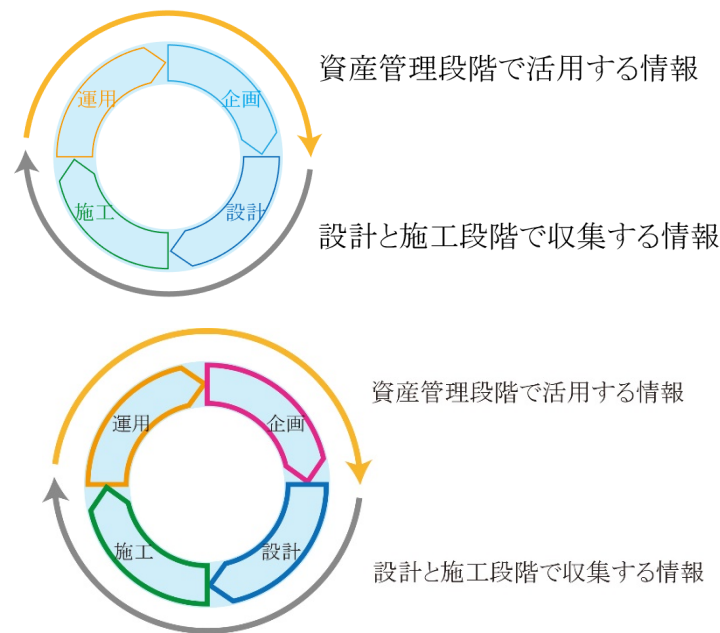 運用
企画
資産管理段階で活用する情報
施工
設計
設計と施工段階で収集する情報
運用
企画
資産管理段階で活用する情報
施工
設計
設計と施工段階で収集する情報